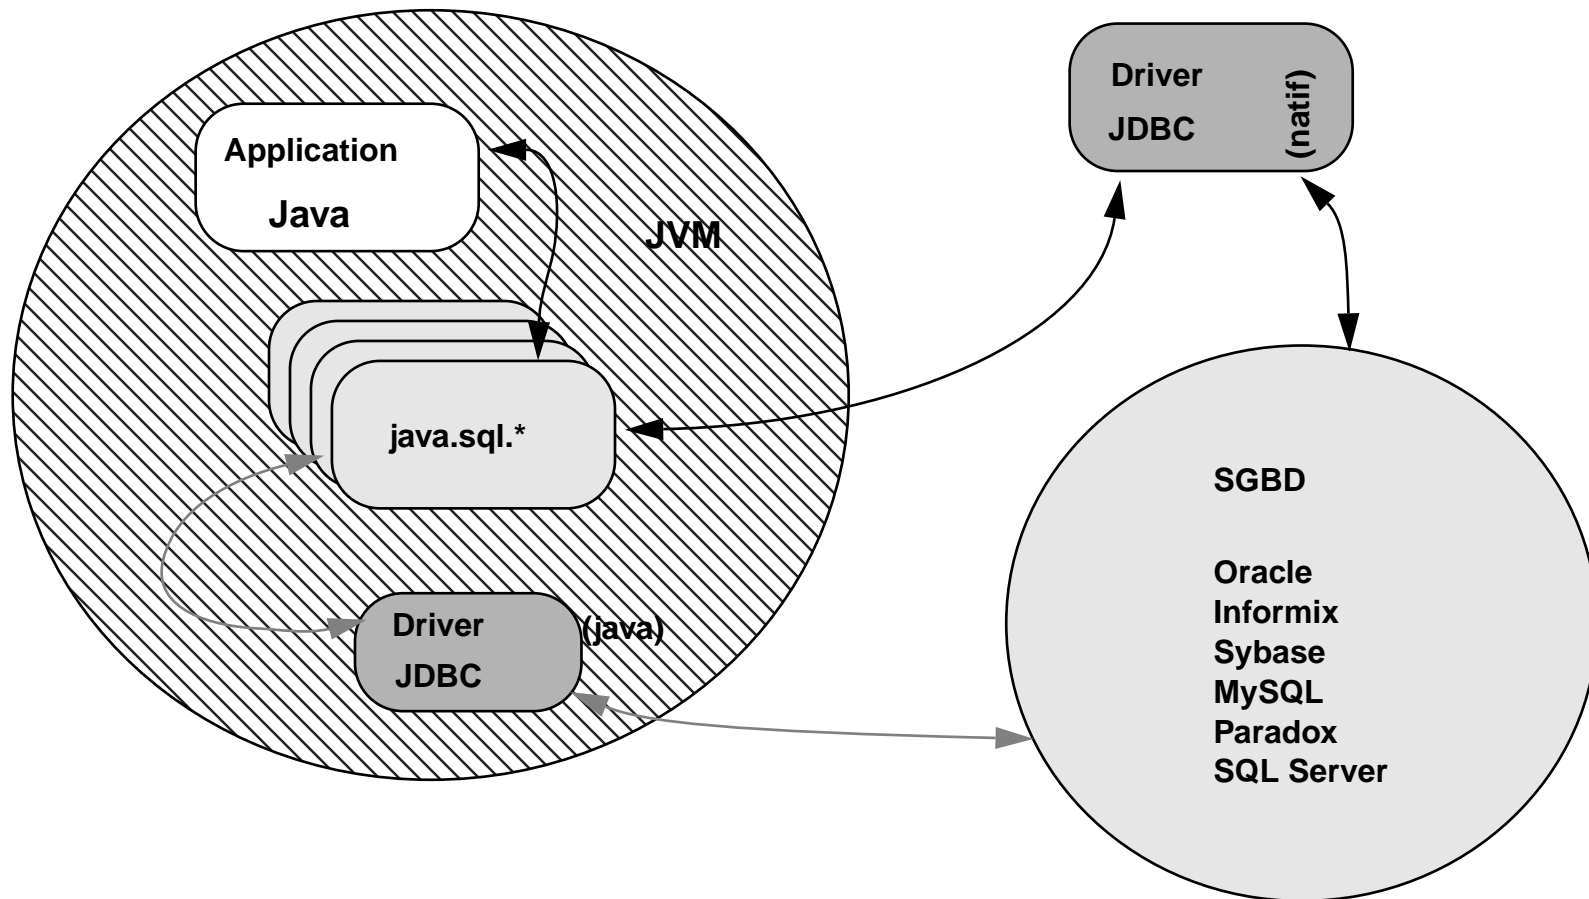 Application
Java
JVM
java.sql.*
Driver
JDBC
(java)
Driver
JDBC
(natif)
SGBD
Oracle
Informix
Sybase
MySQL
Paradox
SQL Server